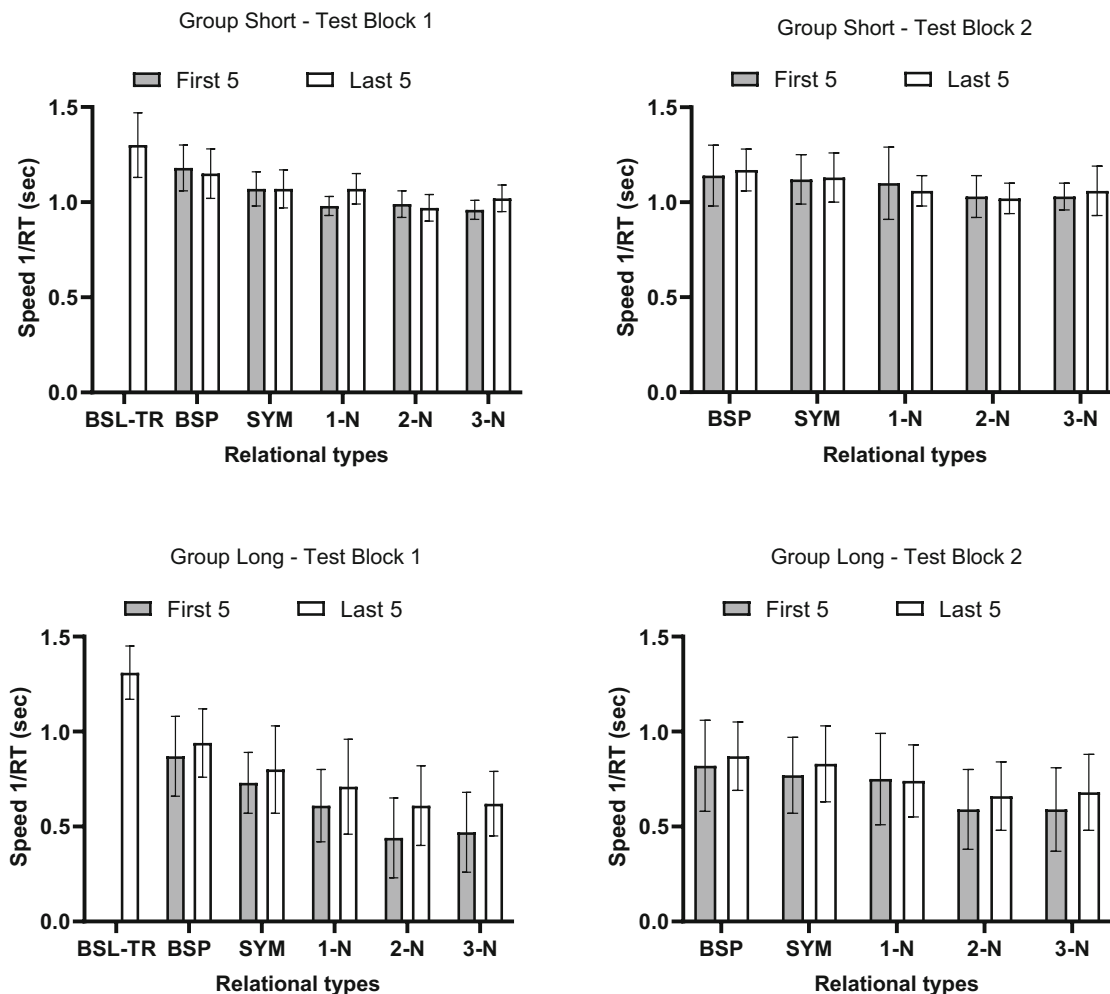 Group Short - Test Block 1
First 5 Last 5
Speed 1/RT (sec)
1.5
1.0
0.5
0.0
BSL-TR BSP SYM 1-N 2-N 3-N
Relational types
Group Short - Test Block 2
First 5 Last 5
Speed 1/RT (sec)
1.5
1.0
0.5
0.0
BSP SYM 1-N 2-N 3-N
Relational types
Group Long - Test Block 1
First 5 Last 5
Speed 1/RT (sec)
1.5
1.0
0.5
0.0
BSL-TR BSP SYM 1-N 2-N 3-N
Relational types
Group Long - Test Block 2
First 5 Last 5
Speed 1/RT (sec)
1.5
1.0
0.5
0.0
BSP SYM 1-N 2-N 3-N
Relational types